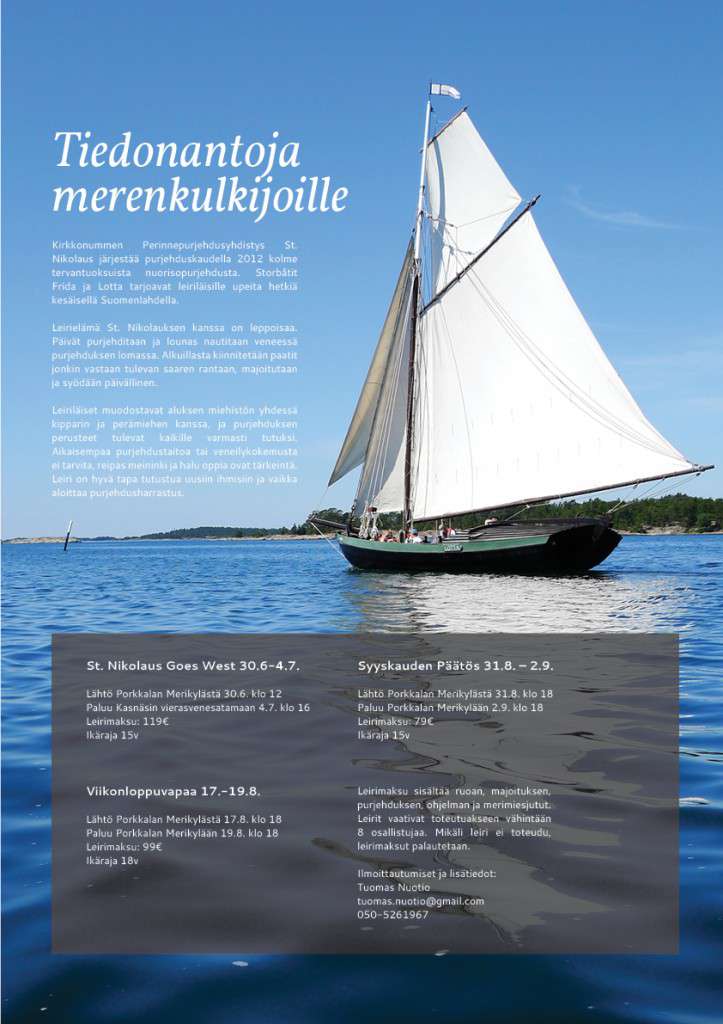 Tiedonantoja
merenkulkijoille
Kirkkonummen Perinnepurjehdusyhdistys St.
Nikolaus järjestää purjehduskaudella 2012 kolme
tervantuoksuista nuorisopurjehdusta. Storbåtit
Frida ja Lotta tarjoavat leiriläisille upeita hetkiä
kesäisellä Suomenlahdella.
Leirielämä St. Nikolauksen kanssa on leppoisaa.
Päivät purjehditaan ja lounas nautitaan veneessä
purjehduksen lomassa. Alkuillasta kiinnitetään paatit
jonkin vastaan tulevan saaren rantaan, majoitutaan
ja syödään päivällinen.
Leiriläiset muodostavat aluksen miehistön yhdessä
kipparin ja perämiehen kanssa, ja purjehduksen
perusteet tulevat kaikille varmasti tutuksi.
Aikaisempaa purjehdustaitoa tai veneilykokemusta
ei tarvita, reipas meininki ja halu oppia ovat tärkeintä.
Leiri on hyvä tapa tutustua uusiin ihmisiin ja vaikka
aloittaa purjehdusharrastus.
St. Nikolaus Goes West 30.6-4.7.
Lähtö Porkkalan Merikylästä 30.6. klo 12
Paluu Kasnäsin vierasvenesatamaan 4.7. klo 16
Leirimaksu: 119€
Ikäraja 15v
Syyskauden Päätös 31.8. – 2.9.
Lähtö Porkkalan Merikylästä 31.8. klo 18
Paluu Porkkalan Merikylään 2.9. klo 18
Leirimaksu: 79€
Ikäraja 15v
Viikonloppuvapaa 17.-19.8.
Lähtö Porkkalan Merikylästä 17.8. klo 18
Paluu Porkkalan Merikylään 19.8. klo 18
Leirimaksu: 99€
Ikäraja 18v
Leirimaksu sisältää ruoan, majoituksen,
purjehduksen, ohjelman ja merimiesjutut.
Leirit vaativat toteutuakseen vähintään
8 osallistujaa. Mikäli leiri ei toteudu,
leirimaksut palautetaan.
Ilmoittautumiset ja lisätiedot:
Tuomas Nuotio
tuomas.nuotio@gmail.com
050-5261967